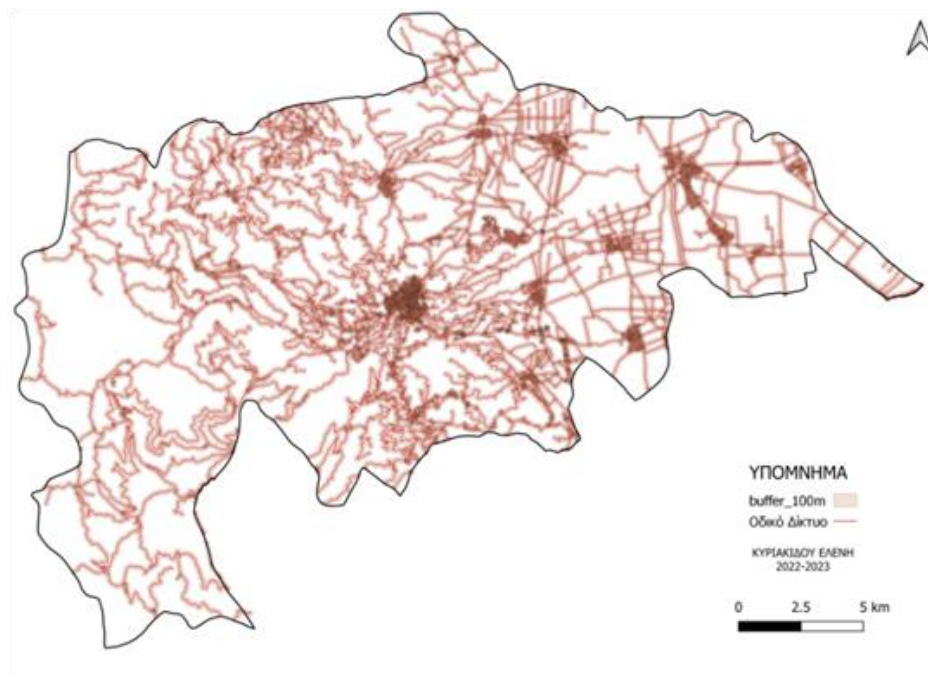 ΥΠΟΜΝΗΜΑ
buffer_100m
Οδικό Δίκτυο
ΚΥΡΙΑΚΙΔΟΥ ΕΛΕΝΗ
2022-2023
0 2.5 5 km